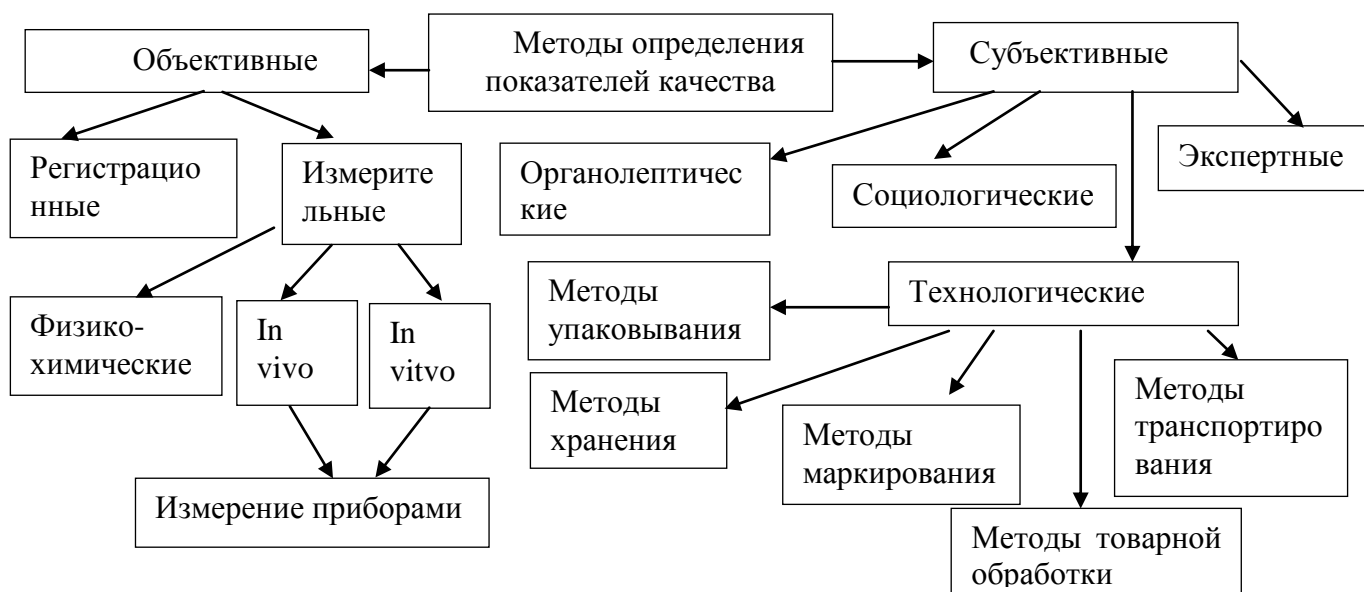 Методы определения
показателей качества
Объективные
Субъективные
Регистрацио
нные
Измерите
льные
Органолептичес
кие
Социологические
Экспертные
Физико-
химические
In
vivo
In
vitvo
Методы
упаковывания
Технологические
Методы
хранения
Методы
маркирования
Методы
транспортиро
вания
Измерение приборами
Методы товарной
обработки